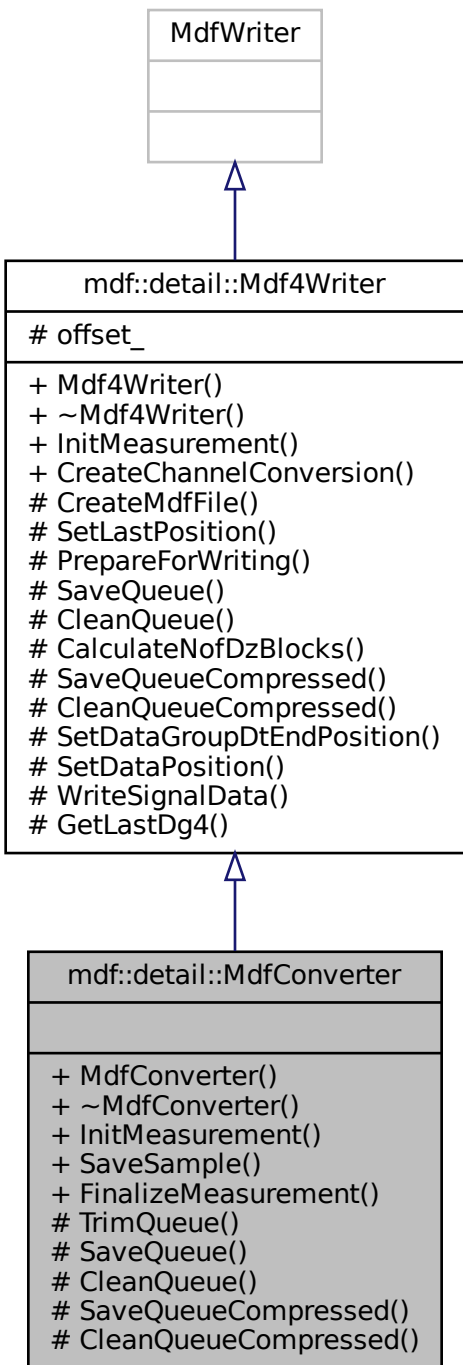 MdfWriter
mdf::detail::Mdf4Writer
# offset_
+ Mdf4Writer()
+ ~Mdf4Writer()
+ InitMeasurement()
+ CreateChannelConversion()
# CreateMdfFile()
# SetLastPosition()
# PrepareForWriting()
# SaveQueue()
# CleanQueue()
# CalculateNofDzBlocks()
# SaveQueueCompressed()
# CleanQueueCompressed()
# SetDataGroupDtEndPosition()
# SetDataPosition()
# WriteSignalData()
# GetLastDg4()
mdf::detail::MdfConverter
+ MdfConverter()
+ ~MdfConverter()
+ InitMeasurement()
+ SaveSample()
+ FinalizeMeasurement()
# TrimQueue()
# SaveQueue()
# CleanQueue()
# SaveQueueCompressed()
# CleanQueueCompressed()